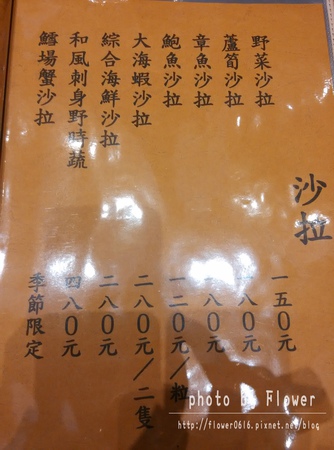 沙拉
野菜沙拉 一五0元
蘆筍沙拉 一八0元
章魚沙拉 一八0元
鮑魚沙拉 一二0元/粒
大海蝦沙拉 二八0元/二隻
綜合海鮮沙拉 二八0元
和風刺身野時蔬 四八0元
鱈場蟹沙拉 季節限定
photo by Flower
http://flower0616.pixnet.net/blog